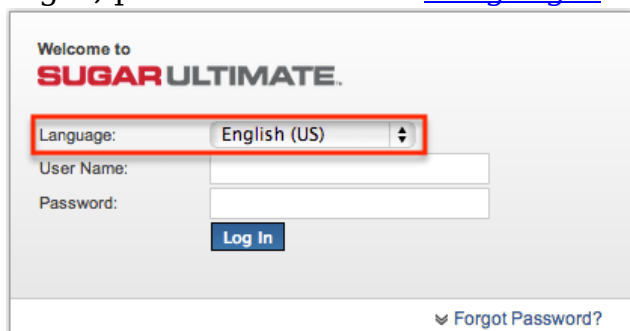 Welcome to
SUGAR ULTIMATE.
Language: English (US)
User Name:
Password:
Log In
Forgot Password?